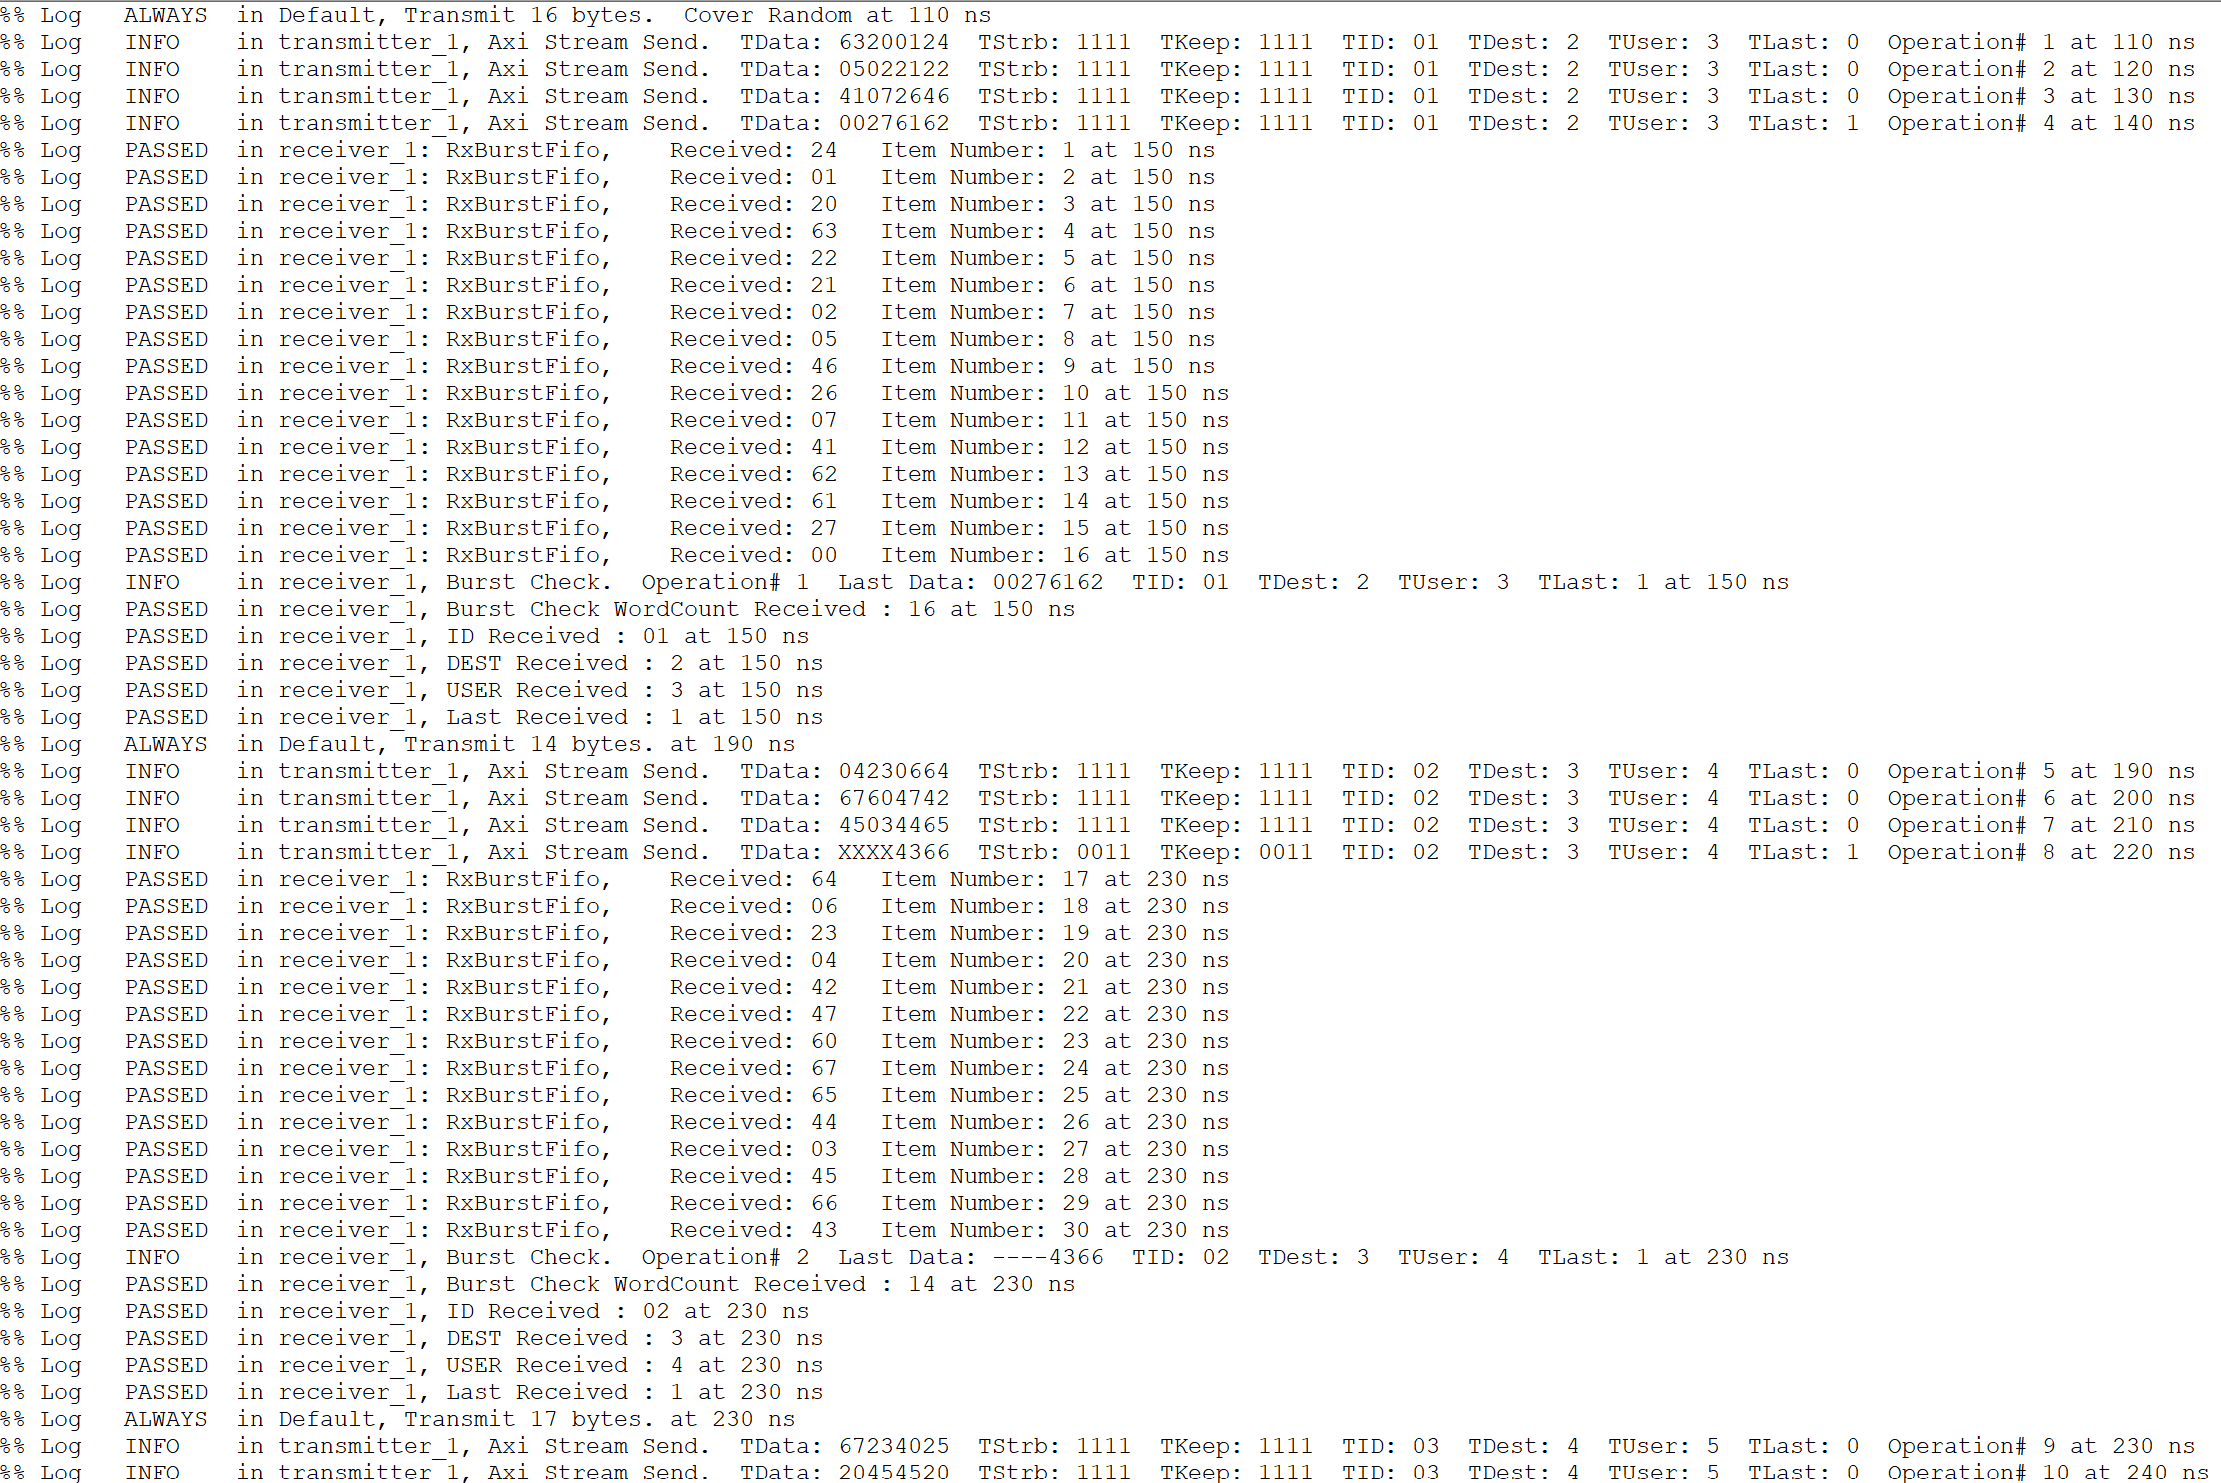 %% Log   ALWAYS  in Default, Transmit 16 bytes.  Cover Random at 110 ns
%% Log   INFO    in transmitter_1, Axi Stream Send.  TData: 63200124  TStrb: 1111  TKeep: 1111  TID: 01  TDest: 2  TUser: 3  TLast: 0  Operation# 1 at 110 ns
%% Log   INFO    in transmitter_1, Axi Stream Send.  TData: 05022122  TStrb: 1111  TKeep: 1111  TID: 01  TDest: 2  TUser: 3  TLast: 0  Operation# 2 at 120 ns
%% Log   INFO    in transmitter_1, Axi Stream Send.  TData: 41072646  TStrb: 1111  TKeep: 1111  TID: 01  TDest: 2  TUser: 3  TLast: 0  Operation# 3 at 130 ns
%% Log   INFO    in transmitter_1, Axi Stream Send.  TData: 00276162  TStrb: 1111  TKeep: 1111  TID: 01  TDest: 2  TUser: 3  TLast: 1  Operation# 4 at 140 ns
%% Log   PASSED  in receiver_1: RxBurstFifo,    Received: 24   Item Number: 1 at 150 ns
%% Log   PASSED  in receiver_1: RxBurstFifo,    Received: 01   Item Number: 2 at 150 ns
%% Log   PASSED  in receiver_1: RxBurstFifo,    Received: 20   Item Number: 3 at 150 ns
%% Log   PASSED  in receiver_1: RxBurstFifo,    Received: 63   Item Number: 4 at 150 ns
%% Log   PASSED  in receiver_1: RxBurstFifo,    Received: 22   Item Number: 5 at 150 ns
%% Log   PASSED  in receiver_1: RxBurstFifo,    Received: 21   Item Number: 6 at 150 ns
%% Log   PASSED  in receiver_1: RxBurstFifo,    Received: 02   Item Number: 7 at 150 ns
%% Log   PASSED  in receiver_1: RxBurstFifo,    Received: 05   Item Number: 8 at 150 ns
%% Log   PASSED  in receiver_1: RxBurstFifo,    Received: 46   Item Number: 9 at 150 ns
%% Log   PASSED  in receiver_1: RxBurstFifo,    Received: 26   Item Number: 10 at 150 ns
%% Log   PASSED  in receiver_1: RxBurstFifo,    Received: 07   Item Number: 11 at 150 ns
%% Log   PASSED  in receiver_1: RxBurstFifo,    Received: 41   Item Number: 12 at 150 ns
%% Log   PASSED  in receiver_1: RxBurstFifo,    Received: 62   Item Number: 13 at 150 ns
%% Log   PASSED  in receiver_1: RxBurstFifo,    Received: 61   Item Number: 14 at 150 ns
%% Log   PASSED  in receiver_1: RxBurstFifo,    Received: 27   Item Number: 15 at 150 ns
%% Log   PASSED  in receiver_1: RxBurstFifo,    Received: 00   Item Number: 16 at 150 ns
%% Log   INFO    in receiver_1, Burst Check.  Operation# 1  Last Data: 00276162  TID: 01  TDest: 2  TUser: 3  TLast: 1 at 150 ns
%% Log   PASSED  in receiver_1, Burst Check WordCount Received : 16 at 150 ns
%% Log   PASSED  in receiver_1, ID Received : 01 at 150 ns
%% Log   PASSED  in receiver_1, DEST Received : 2 at 150 ns
%% Log   PASSED  in receiver_1, USER Received : 3 at 150 ns
%% Log   PASSED  in receiver_1, Last Received : 1 at 150 ns
%% Log   ALWAYS  in Default, Transmit 14 bytes. at 190 ns
%% Log   INFO    in transmitter_1, Axi Stream Send.  TData: 04230664  TStrb: 1111  TKeep: 1111  TID: 02  TDest: 3  TUser: 4  TLast: 0  Operation# 5 at 190 ns
%% Log   INFO    in transmitter_1, Axi Stream Send.  TData: 67604742  TStrb: 1111  TKeep: 1111  TID: 02  TDest: 3  TUser: 4  TLast: 0  Operation# 6 at 200 ns
%% Log   INFO    in transmitter_1, Axi Stream Send.  TData: 45034465  TStrb: 1111  TKeep: 1111  TID: 02  TDest: 3  TUser: 4  TLast: 0  Operation# 7 at 210 ns
%% Log   INFO    in transmitter_1, Axi Stream Send.  TData: XXXX4366  TStrb: 0011  TKeep: 0011  TID: 02  TDest: 3  TUser: 4  TLast: 1  Operation# 8 at 220 ns
%% Log   PASSED  in receiver_1: RxBurstFifo,    Received: 64   Item Number: 17 at 230 ns
%% Log   PASSED  in receiver_1: RxBurstFifo,    Received: 06   Item Number: 18 at 230 ns
%% Log   PASSED  in receiver_1: RxBurstFifo,    Received: 23   Item Number: 19 at 230 ns
%% Log   PASSED  in receiver_1: RxBurstFifo,    Received: 04   Item Number: 20 at 230 ns
%% Log   PASSED  in receiver_1: RxBurstFifo,    Received: 42   Item Number: 21 at 230 ns
%% Log   PASSED  in receiver_1: RxBurstFifo,    Received: 47   Item Number: 22 at 230 ns
%% Log   PASSED  in receiver_1: RxBurstFifo,    Received: 60   Item Number: 23 at 230 ns
%% Log   PASSED  in receiver_1: RxBurstFifo,    Received: 67   Item Number: 24 at 230 ns
%% Log   PASSED  in receiver_1: RxBurstFifo,    Received: 65   Item Number: 25 at 230 ns
%% Log   PASSED  in receiver_1: RxBurstFifo,    Received: 44   Item Number: 26 at 230 ns
%% Log   PASSED  in receiver_1: RxBurstFifo,    Received: 03   Item Number: 27 at 230 ns
%% Log   PASSED  in receiver_1: RxBurstFifo,    Received: 45   Item Number: 28 at 230 ns
%% Log   PASSED  in receiver_1: RxBurstFifo,    Received: 66   Item Number: 29 at 230 ns
%% Log   PASSED  in receiver_1: RxBurstFifo,    Received: 43   Item Number: 30 at 230 ns
%% Log   INFO    in receiver_1, Burst Check.  Operation# 2  Last Data: ----4366  TID: 02  TDest: 3  TUser: 4  TLast: 1 at 230 ns
%% Log   PASSED  in receiver_1, Burst Check WordCount Received : 14 at 230 ns
%% Log   PASSED  in receiver_1, ID Received : 02 at 230 ns
%% Log   PASSED  in receiver_1, DEST Received : 3 at 230 ns
%% Log   PASSED  in receiver_1, USER Received : 4 at 230 ns
%% Log   PASSED  in receiver_1, Last Received : 1 at 230 ns
%% Log   ALWAYS  in Default, Transmit 17 bytes. at 230 ns
%% Log   INFO    in transmitter_1, Axi Stream Send.  TData: 67234025  TStrb: 1111  TKeep: 1111  TID: 03  TDest: 4  TUser: 5  TLast: 0  Operation# 9 at 230 ns
%% Log   INFO    in transmitter_1, Axi Stream Send.  TData: 20454520  TStrb: 1111  TKeep: 1111  TID: 03  TDest: 4  TUser: 5  TLast: 0  Operation# 10 at 240 ns